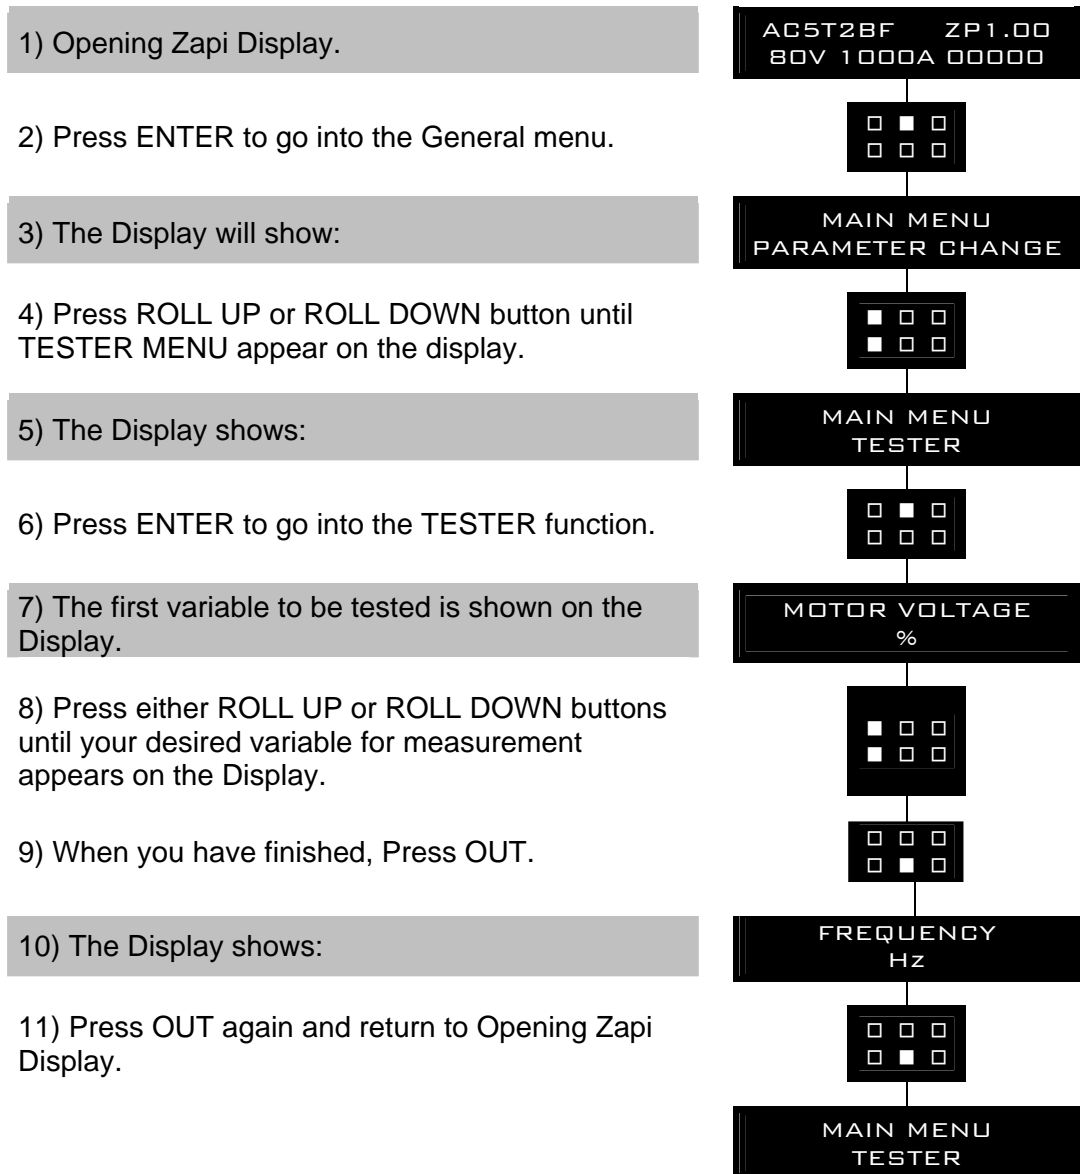 1) Opening Zapi Display.
AC5T2BF ZP1.00
80V 1000A 00000
2) Press ENTER to go into the General menu.
3) The Display will show:
MAIN MENU
PARAMETER CHANGE
4) Press ROLL UP or ROLL DOWN button until
TESTER MENU appear on the display.
5) The Display shows:
MAIN MENU
TESTER
6) Press ENTER to go into the TESTER function.
7) The first variable to be tested is shown on the
Display.
MOTOR VOLTAGE
%
8) Press either ROLL UP or ROLL DOWN buttons
until your desired variable for measurement
appears on the Display.
9) When you have finished, Press OUT.
10) The Display shows:
FREQUENCY
Hz
11) Press OUT again and return to Opening Zapi
Display.
MAIN MENU
TESTER